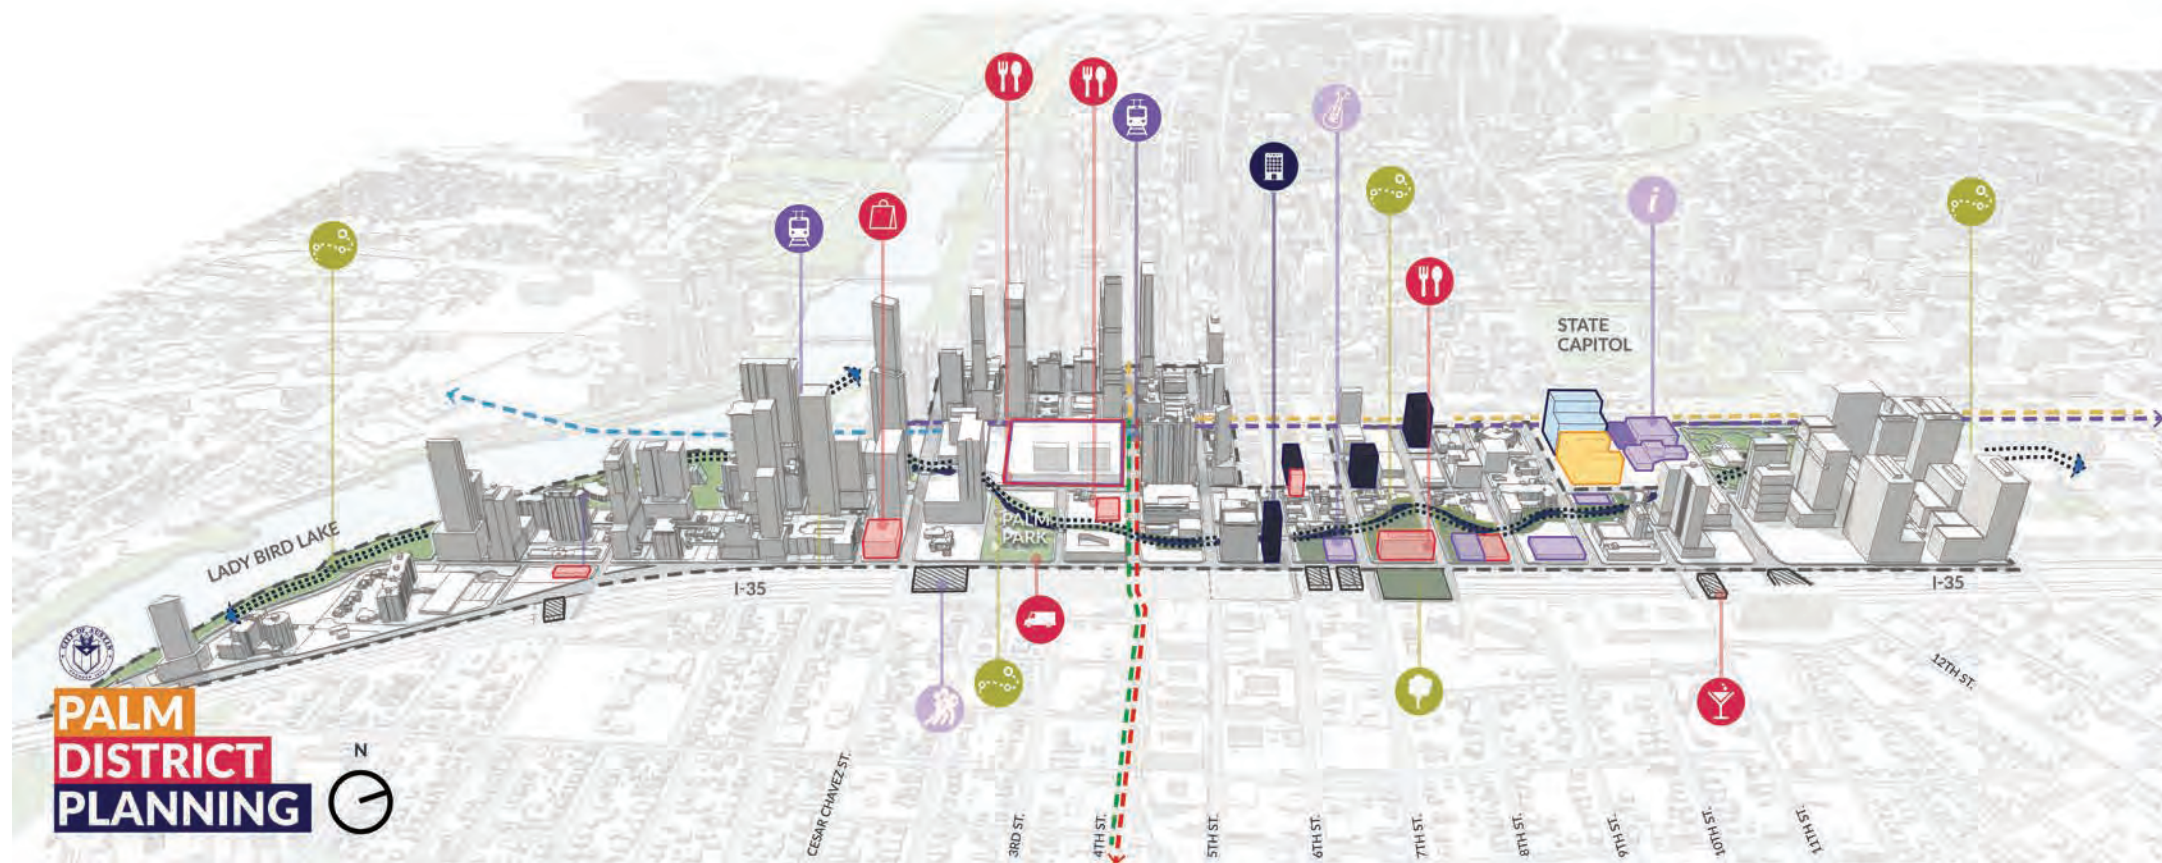 STATE
CAPITOL
PALM
PARK
LADY BIRD LAKE
I-35
I-35
12TH ST.
PALM
DISTRICT
PLANNING
N
CESAR CHAVEZ ST.
3RD ST.
4TH ST.
5TH ST.
6TH ST.
7TH ST.
8TH ST.
9TH ST.
10TH ST.
11TH ST.
i